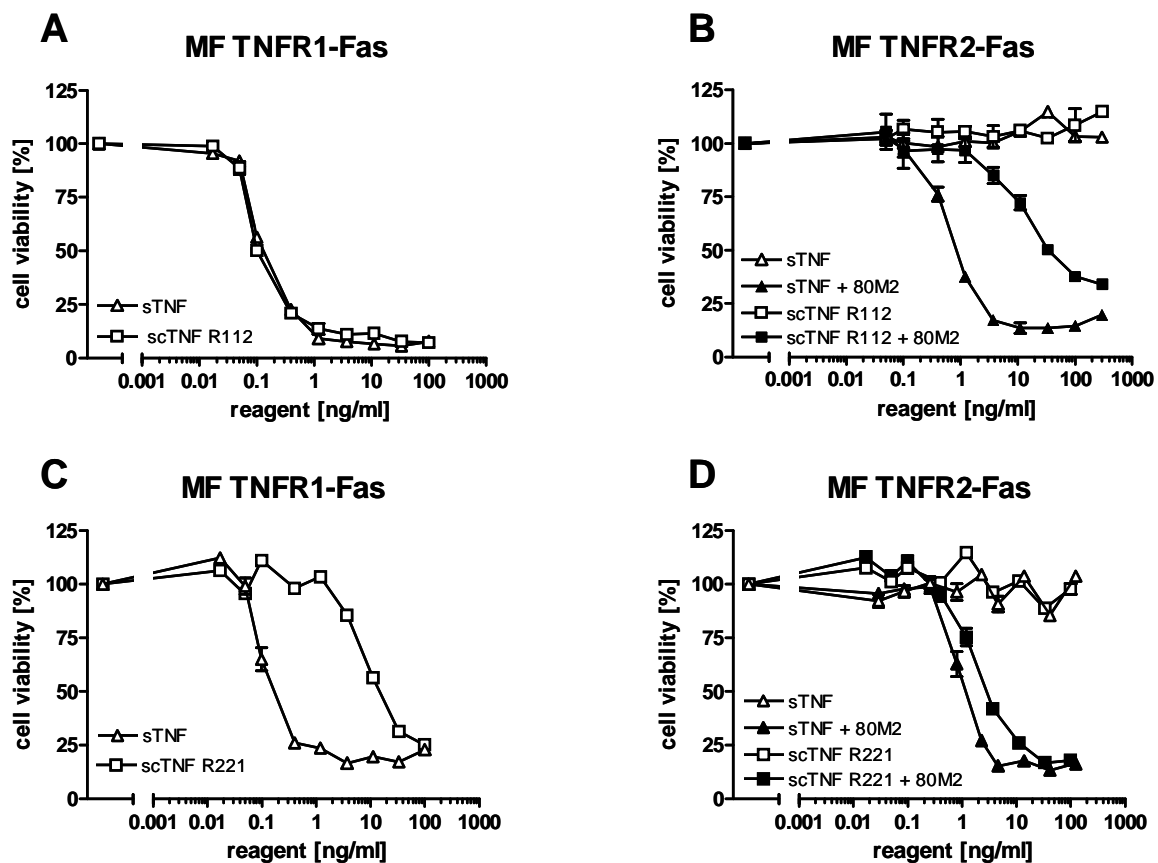 A
MF TNFR1-Fas
125
100
75
50
25
0
cell viability [%]
sTNF
scTNF R112
0.001 0.01 0.1 1 10 100 1000
reagent [ng/ml]
B
MF TNFR2-Fas
125
100
75
50
25
0
cell viability [%]
sTNF
sTNF + 80M2
scTNF R112
scTNF R112 + 80M2
0.001 0.01 0.1 1 10 100 1000
reagent [ng/ml]
C
MF TNFR1-Fas
125
100
75
50
25
0
cell viability [%]
sTNF
scTNF R221
0.001 0.01 0.1 1 10 100 1000
reagent [ng/ml]
D
MF TNFR2-Fas
125
100
75
50
25
0
cell viability [%]
sTNF
sTNF + 80M2
scTNF R221
scTNF R221 + 80M2
0.001 0.01 0.1 1 10 100 1000
reagent [ng/ml]